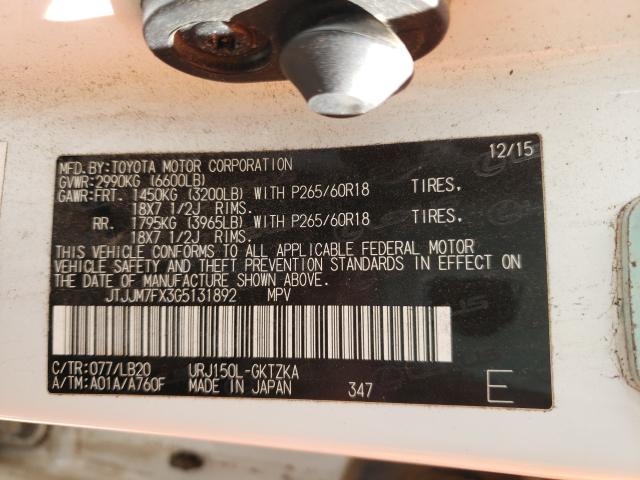 12/15
MFD.BY:TOYOTA MOTOR CORPORATION
GVWR:2990KG (6600LB)
GAWR:FRT. 1450KG (3200LB) WITH P265/60R18 TIRES,
18X7 1/2J RIMS.
RR. 1795KG (3965LB) WITH P265/60R18 TIRES,
18X7 1/2J RIMS.
THIS VEHICLE CONFORMS TO ALL APPLICABLE FEDERAL MOTOR
VEHICLE SAFETY AND THEFT PREVENTION STANDARDS IN EFFECT ON
THE DATE OF MANUFACTURE SHOWN ABOVE.
JTJJM7FX3G5131892 MPV
C/TR:077/LB20 URJ150L-GKTZKA
A/TM:A01A/A760F MADE IN JAPAN 347 E